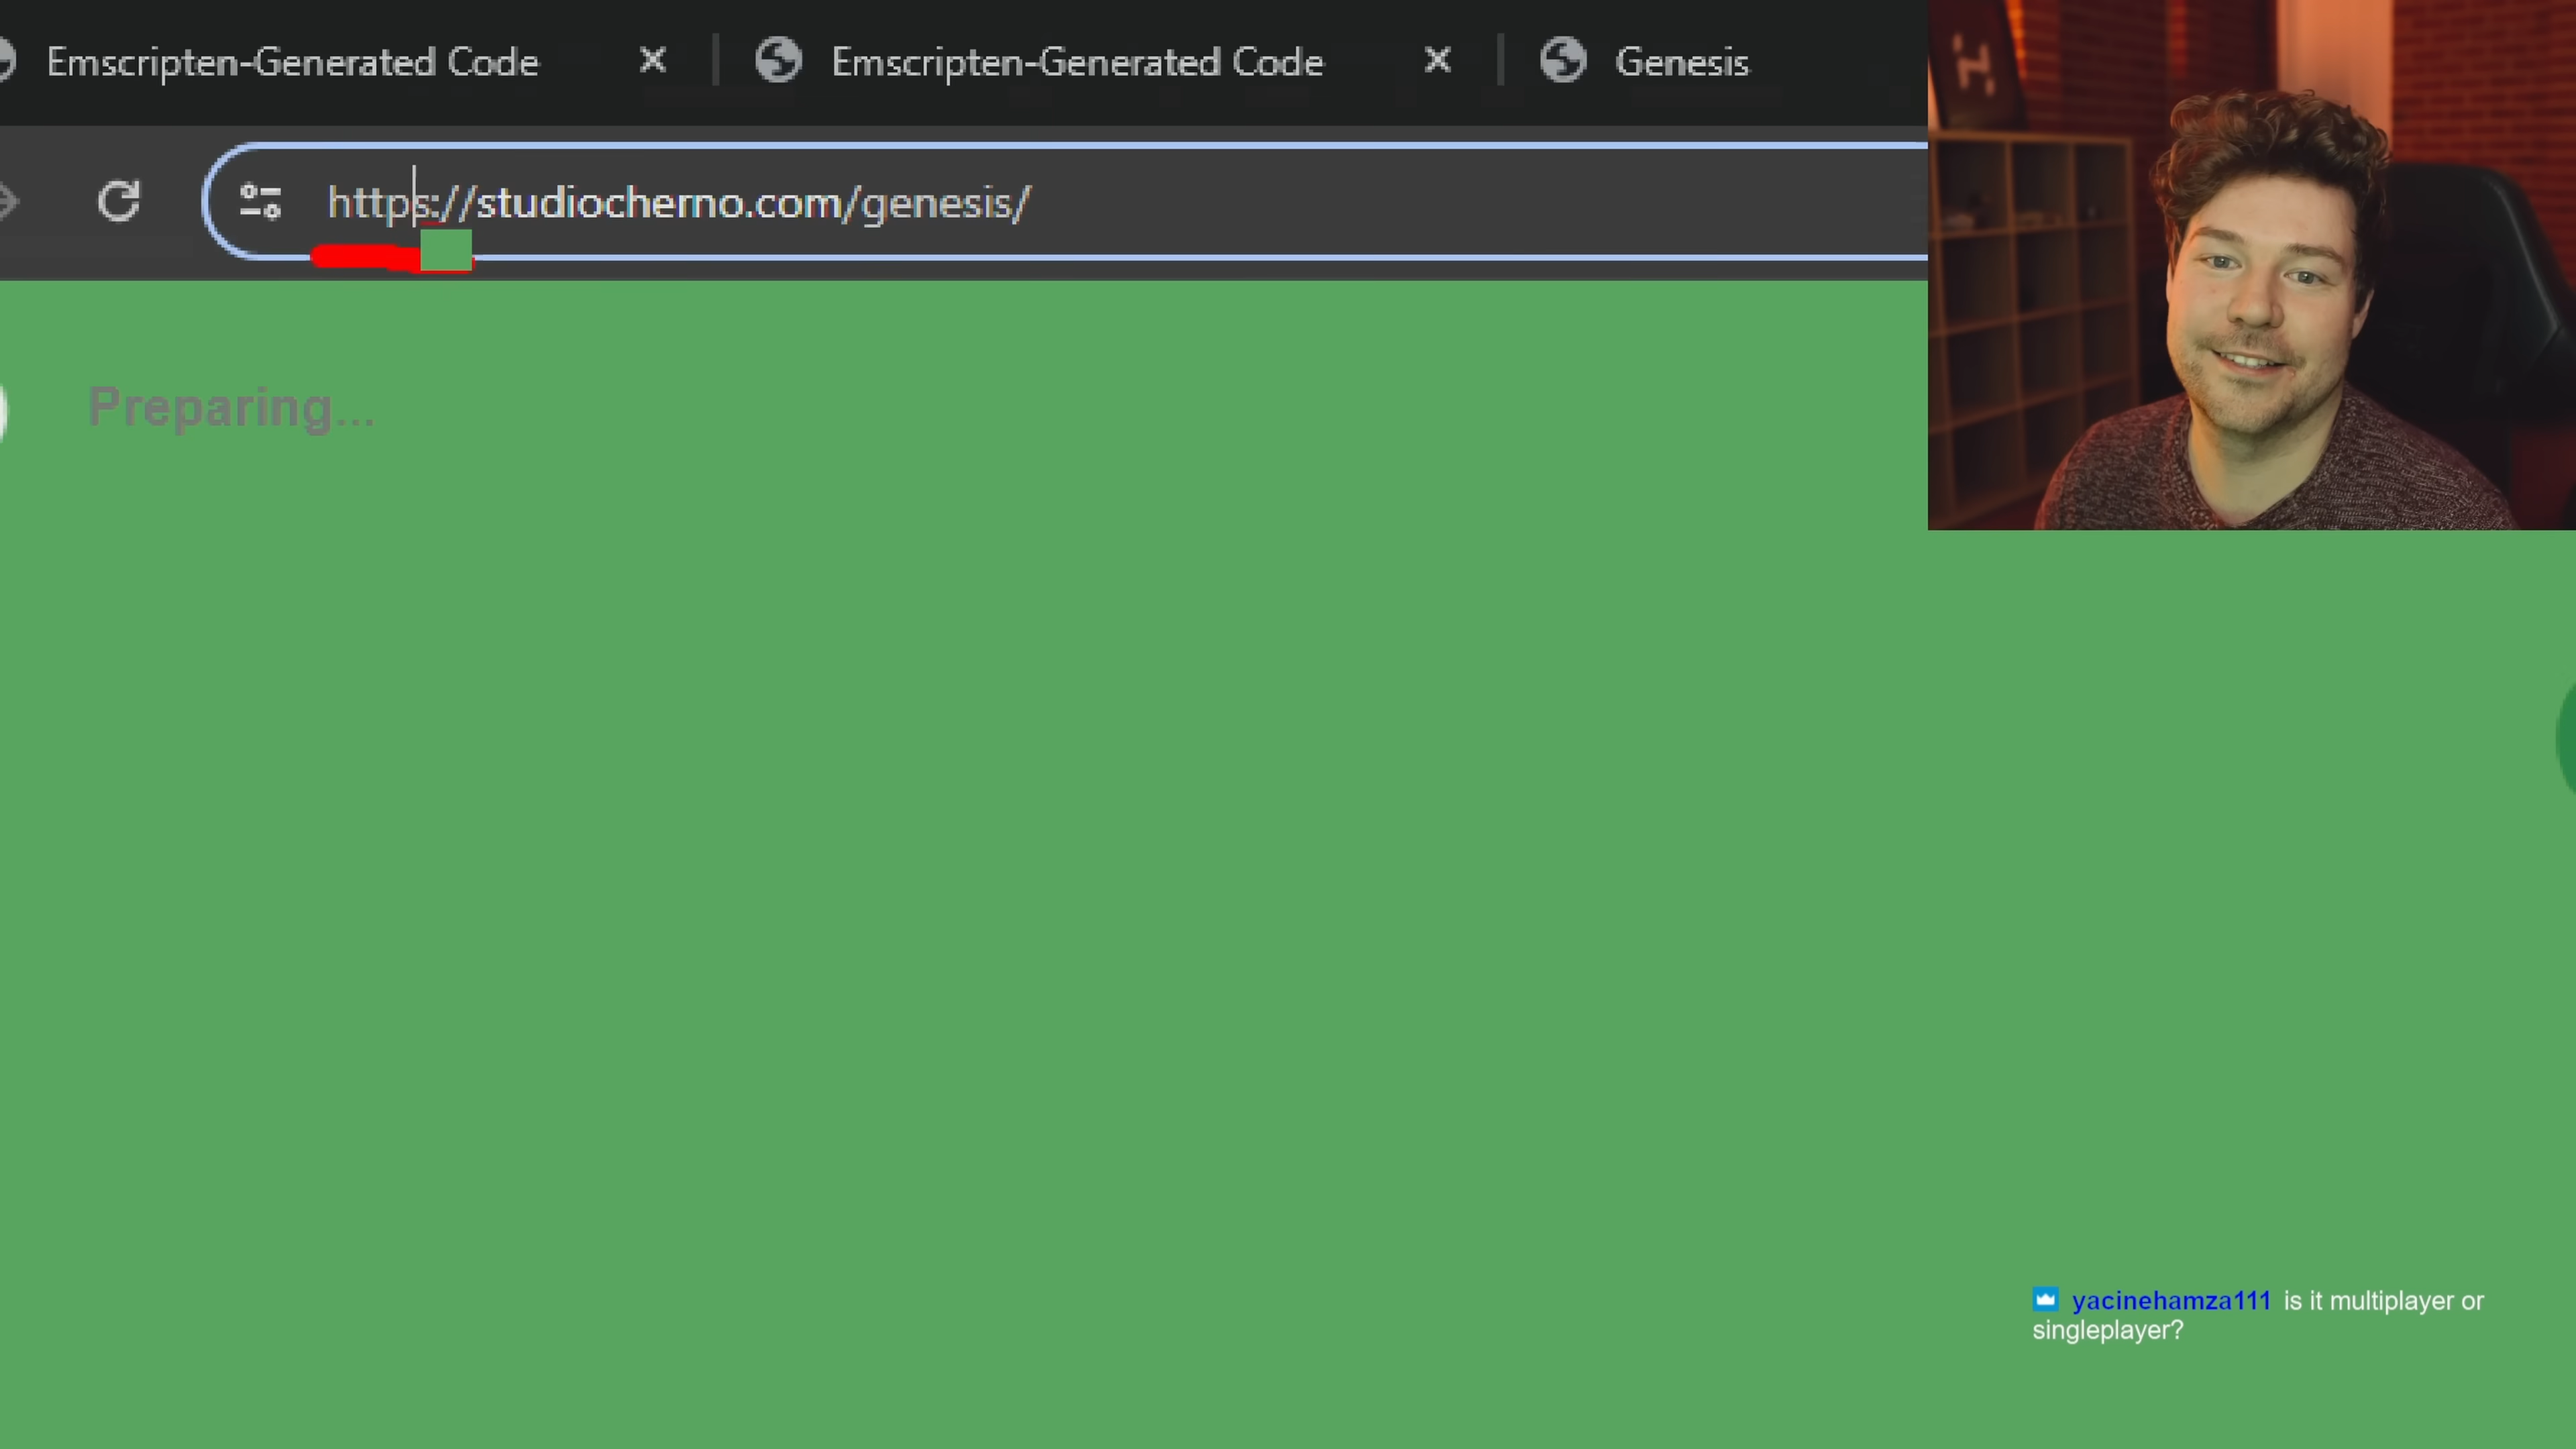 Emscripten-Generated Code
Emscripten-Generated Code
Genesis
https://studiocherno.com/genesis/
Preparing...
yacinehamza111 is it multiplayer or
singleplayer?